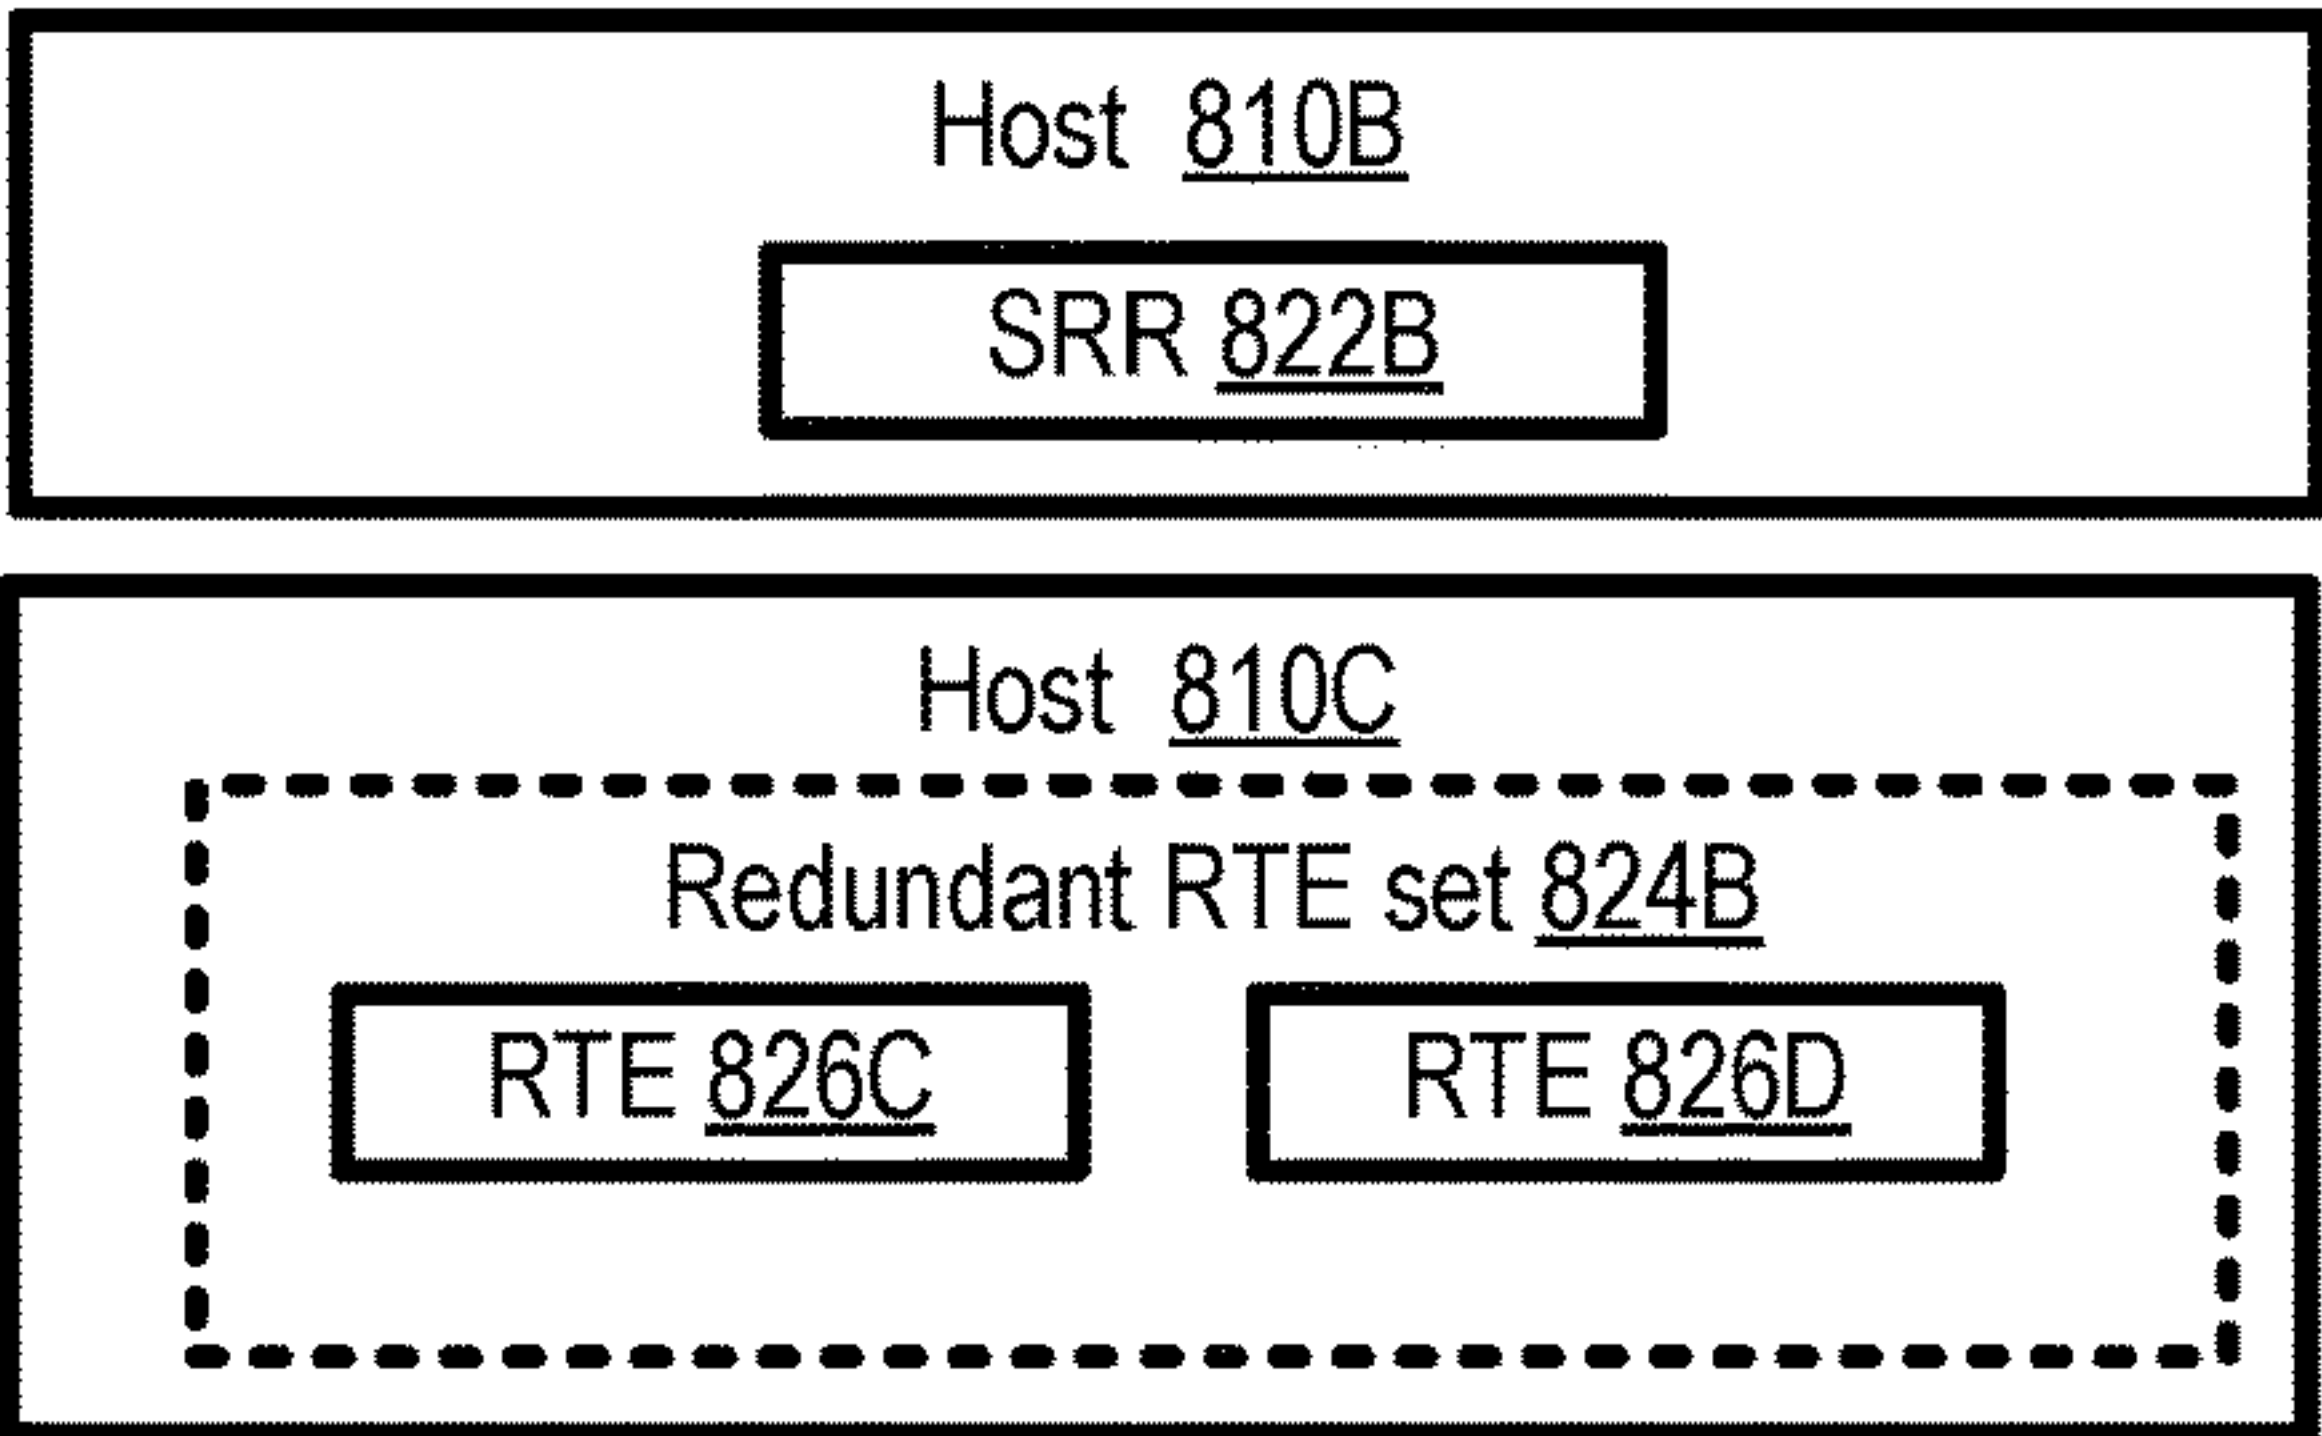 Host 810B
SRR 822B
Host 810C
Redundant RTE set 824B
RTE 826C RTE 826D